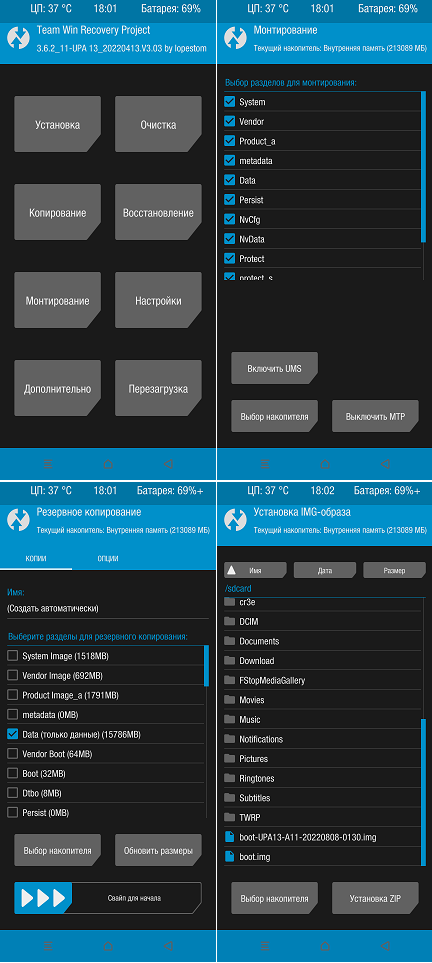 ЦП: 37 °C 18:01 Батарея: 69%
Team Win Recovery Project
3.6.2_11-UPA 13_20220413.V3.03 by lopestom
Установка
Очистка
Копирование
Восстановление
Монтирование
Настройки
Дополнительно
Перезагрузка
ЦП: 37 °C 18:01 Батарея: 69%
Монтирование
Текущий накопитель: Внутренняя память (213089 МБ)
Выбор разделов для монтирования:
System
Vendor
Product_a
metadata
Data
Persist
NvCfg
NvData
Protect
protect_s
Включить UMS
Выбор накопителя
Выключить MTP
ЦП: 37 °C 18:01 Батарея: 69%+
Резервное копирование
Текущий накопитель: Внутренняя память (213089 МБ)
КОПИИ
ОПЦИИ
Имя:
(Создать автоматически)
Выберите разделы для резервного копирования:
System Image (1518MB)
Vendor Image (692MB)
Product Image_a (1791MB)
metadata (0MB)
Data (только данные) (15786MB)
Vendor Boot (64MB)
Boot (32MB)
Dtbo (8MB)
Persist (0MB)
Выбор накопителя
Обновить размеры
Свайп для начала
ЦП: 37 °C 18:02 Батарея: 69%+
Установка IMG-образа
Текущий накопитель: Внутренняя память (213089 МБ)
Имя
Дата
Размер
/sdcard
cr3e
DCIM
Documents
Download
FStopMediaGallery
Movies
Music
Notifications
Pictures
Ringtones
Subtitles
TWRP
boot-UPA13-A11-20220808-0130.img
boot.img
Выбор накопителя
Установка ZIP